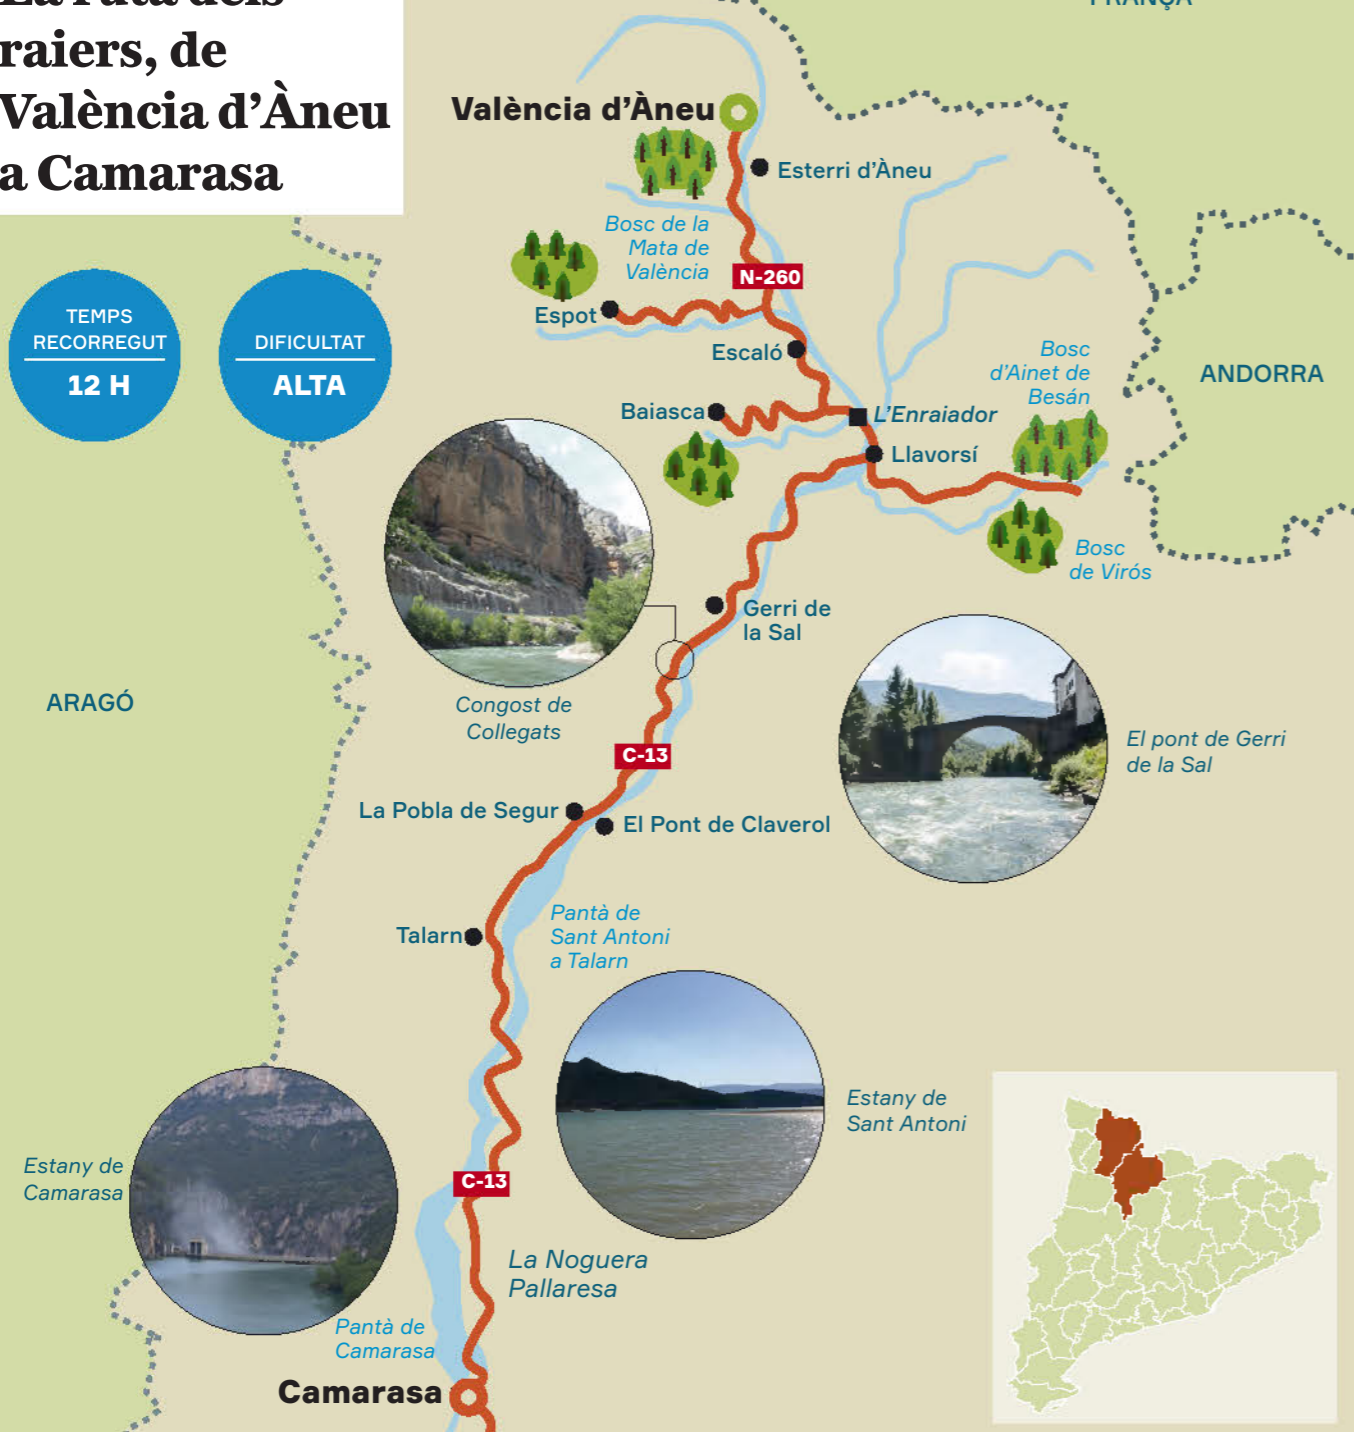 La ruta dels
raiers, de
València d'Àneu
a Camarasa
FRANÇA
València d'Àneu
Esterri d'Àneu
Bosc de la
Mata de
València
N-260
TEMPS
RECORREGUT
12 H
DIFICULTAT
ALTA
Espot
Escaló
Bosc
d'Ainet de
Besán
ANDORRA
Baiasca
L'Enraiador
Llavorsí
Bosc
de Virós
Gerri de
la Sal
ARAGÓ
Congost de
Collegats
El pont de Gerri
de la Sal
C-13
La Pobla de Segur
El Pont de Claverol
Pantà de
Sant Antoni
a Talarn
Talarn
Estany de
Sant Antoni
Estany de
Camarasa
C-13
La Noguera
Pallaresa
Pantà de
Camarasa
Camarasa